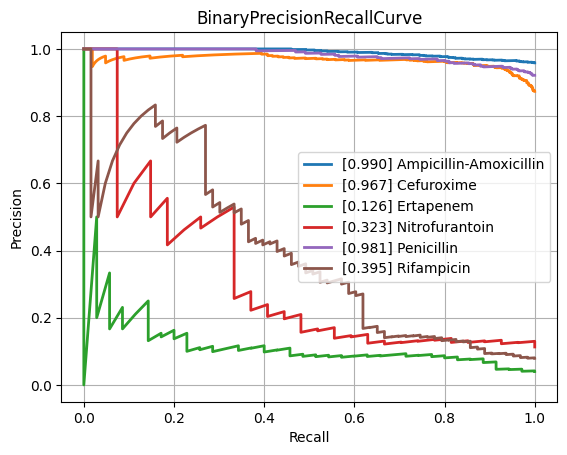 BinaryPrecisionRecallCurve
1.0
0.8
0.6
0.4
0.2
0.0
Precision
[0.990] Ampicillin-Amoxicillin
[0.967] Cefuroxime
[0.126] Ertapenem
[0.323] Nitrofurantoin
[0.981] Penicillin
[0.395] Rifampicin
0.0 0.2 0.4 0.6 0.8 1.0
Recall